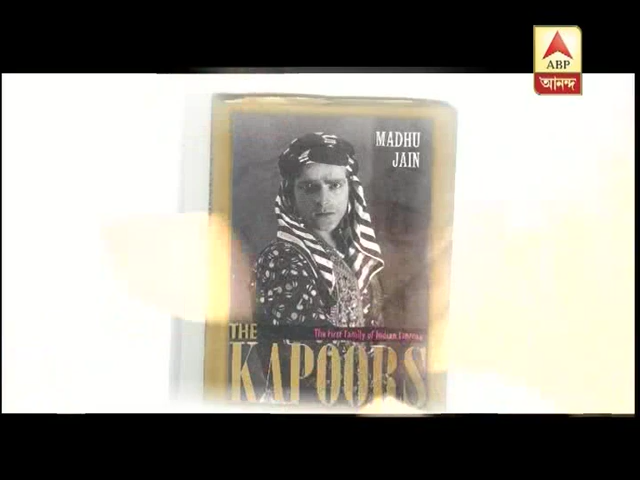 ABP
আনন্দ
MADHU
JAIN
THE
The First Family of Indian Cinema
KAPOORS